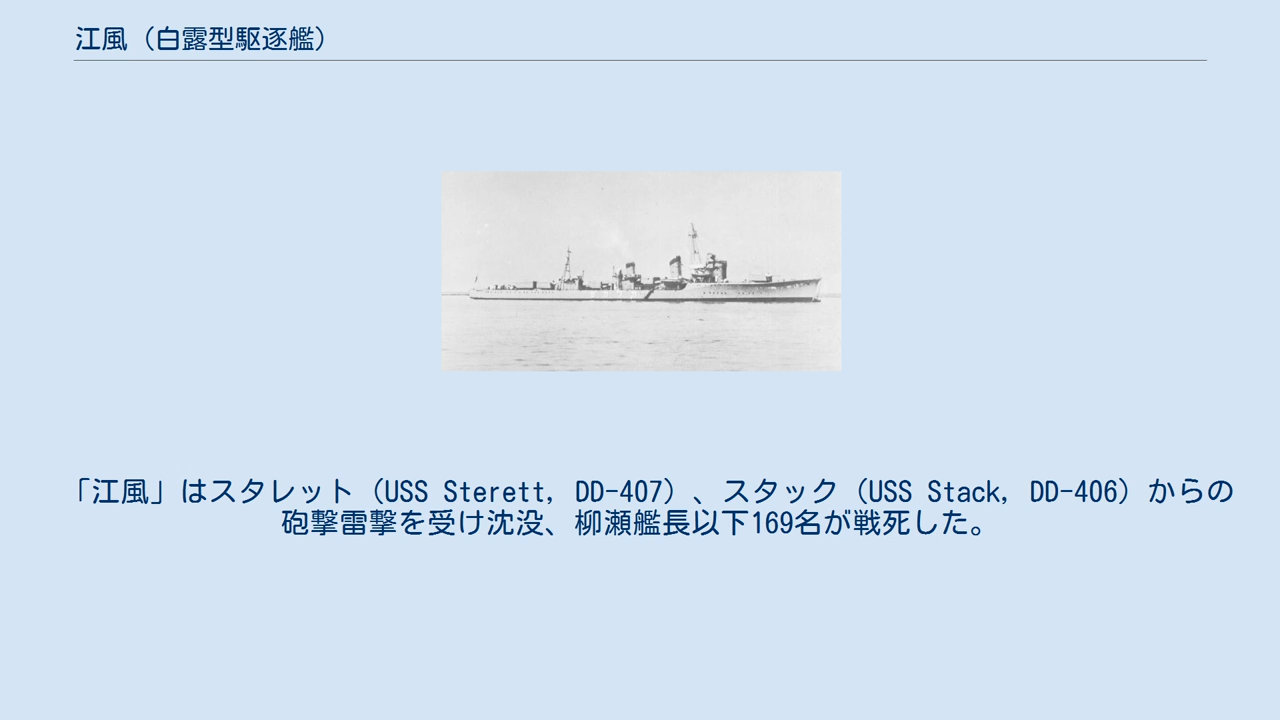 江風（白露型駆逐艦）
「江風」はスタレット（USS Sterett, DD-407）、スタック（USS Stack, DD-406）からの
砲撃雷撃を受け沈没、柳瀬艦長以下169名が戦死した。